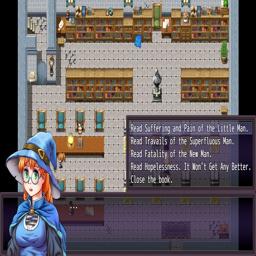 Read Suffering and Pain of the Little Man.
Read Travails of the Superfluous Man.
Read Fatality of the New Man.
Read Hopelessness. It Won't Get Any Better.
Close the book.
...